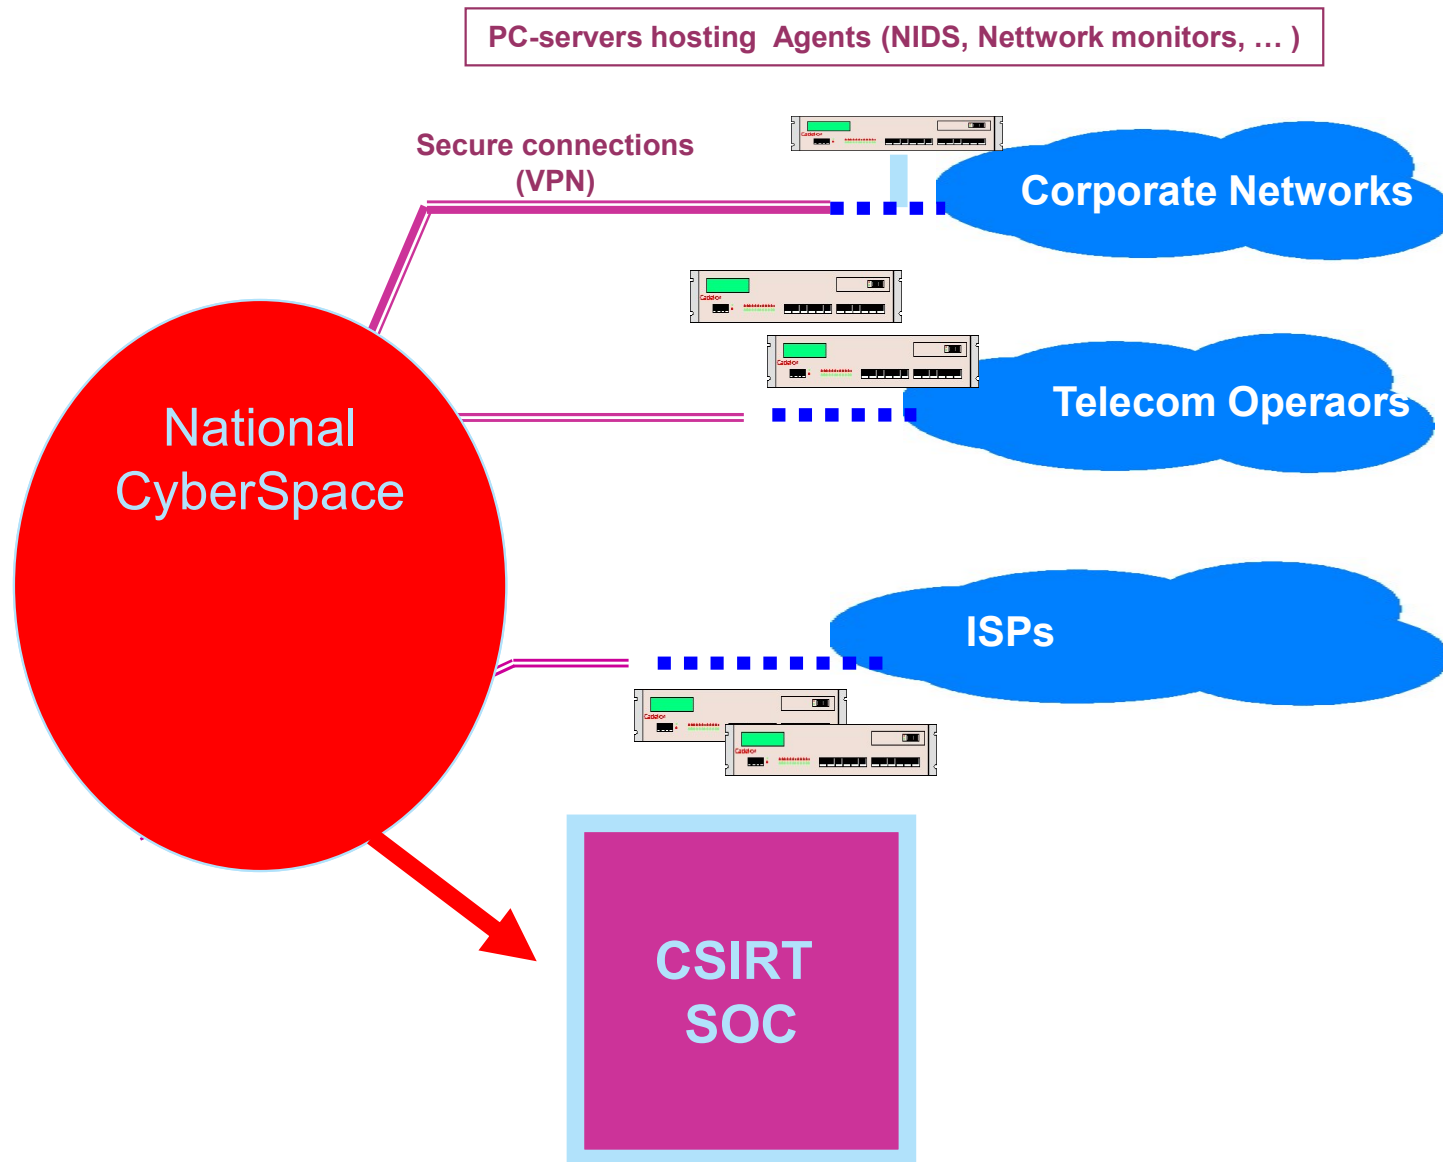 PC-servers hosting Agents (NIDS, Nettwork monitors, … )
Secure connections
(VPN)
Corporate Networks
Telecom Operaors
National
CyberSpace
ISPs
CSIRT
SOC